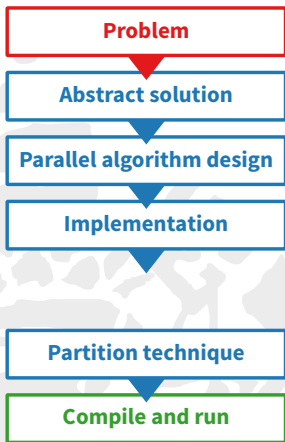 Problem
Abstract solution
Parallel algorithm design
Implementation
Partition technique
Compile and run